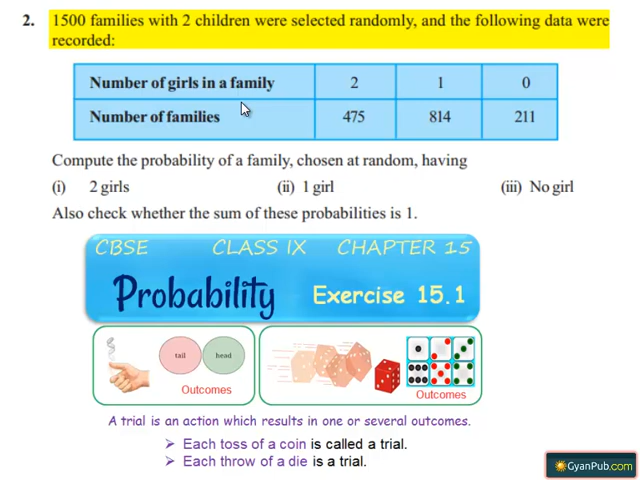 2. 1500 families with 2 children were selected randomly, and the following data were
recorded:
Number of girls in a family 2 1 0
Number of families 475 814 211
Compute the probability of a family, chosen at random, having
(i) 2 girls (ii) 1 girl (iii) No girl
Also check whether the sum of these probabilities is 1.
CBSE CLASS IX CHAPTER 15
Probability Exercise 15.1
tail head
Outcomes
Outcomes
A trial is an action which results in one or several outcomes.
➢ Each toss of a coin is called a trial.
➢ Each throw of a die is a trial.
GyanPub.com